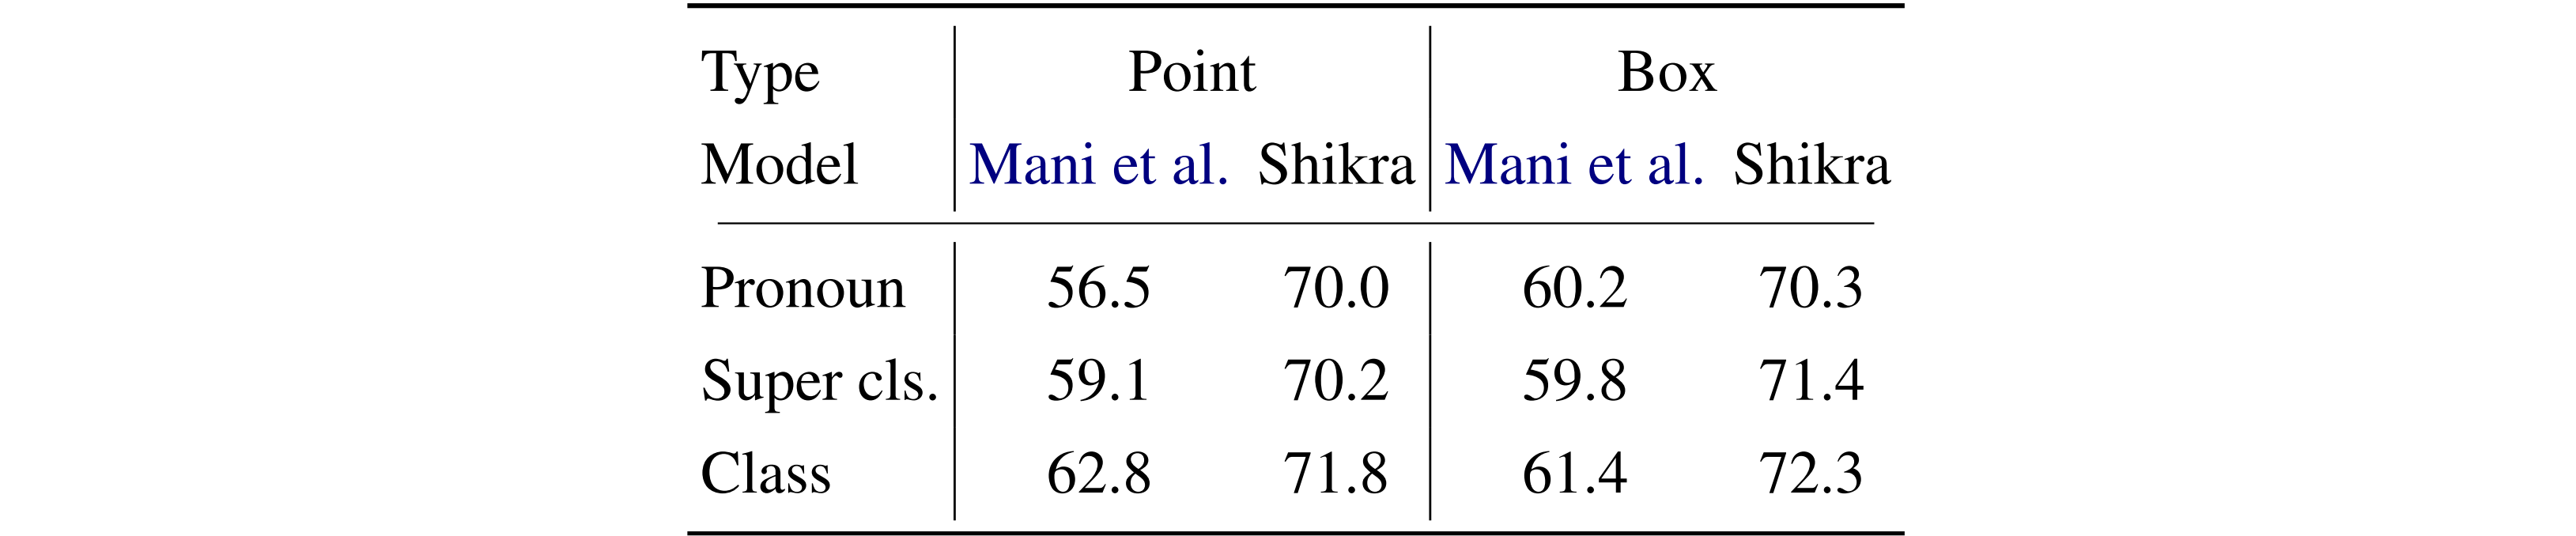 Type Point Box
Model Mani et al. Shikra Mani et al. Shikra
Pronoun 56.5 70.0 60.2 70.3
Super cls. 59.1 70.2 59.8 71.4
Class 62.8 71.8 61.4 72.3